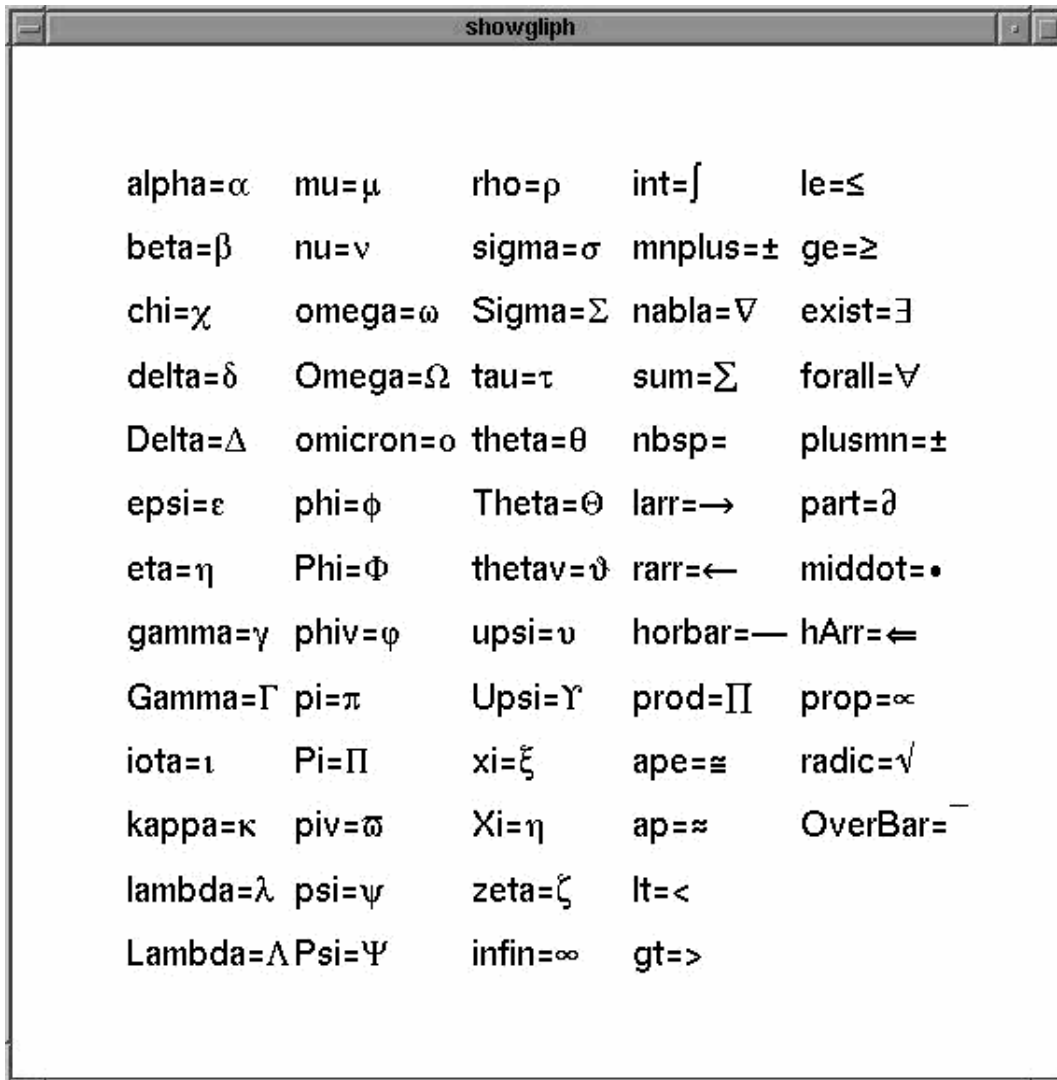 showgliph
alpha=α mu=μ rho=ρ int=∫ le=≤
beta=β nu=ν sigma=σ mnplus=± ge=≥
chi=χ omega=ω Sigma=Σ nabla=∇ exist=∃
delta=δ Omega=Ω tau=τ sum=∑ forall=∀
Delta=Δ omicron=ο theta=θ nbsp= plusmn=±
epsi=ε phi=ϕ Theta=Θ larr=→ part=∂
eta=η Phi=Φ thetav=ϑ rarr=← middot=•
gamma=γ phiv=φ upsi=υ horbar=— hArr=⇐
Gamma=Γ pi=π Upsi=ϒ prod=∏ prop=∝
iota=ι Pi=Π xi=ξ ape=≅ radic=√
kappa=κ piv=ϖ Xi=η ap=≈ OverBar=‾
lambda=λ psi=ψ zeta=ζ lt=<
Lambda=Λ Psi=Ψ infin=∞ gt=>